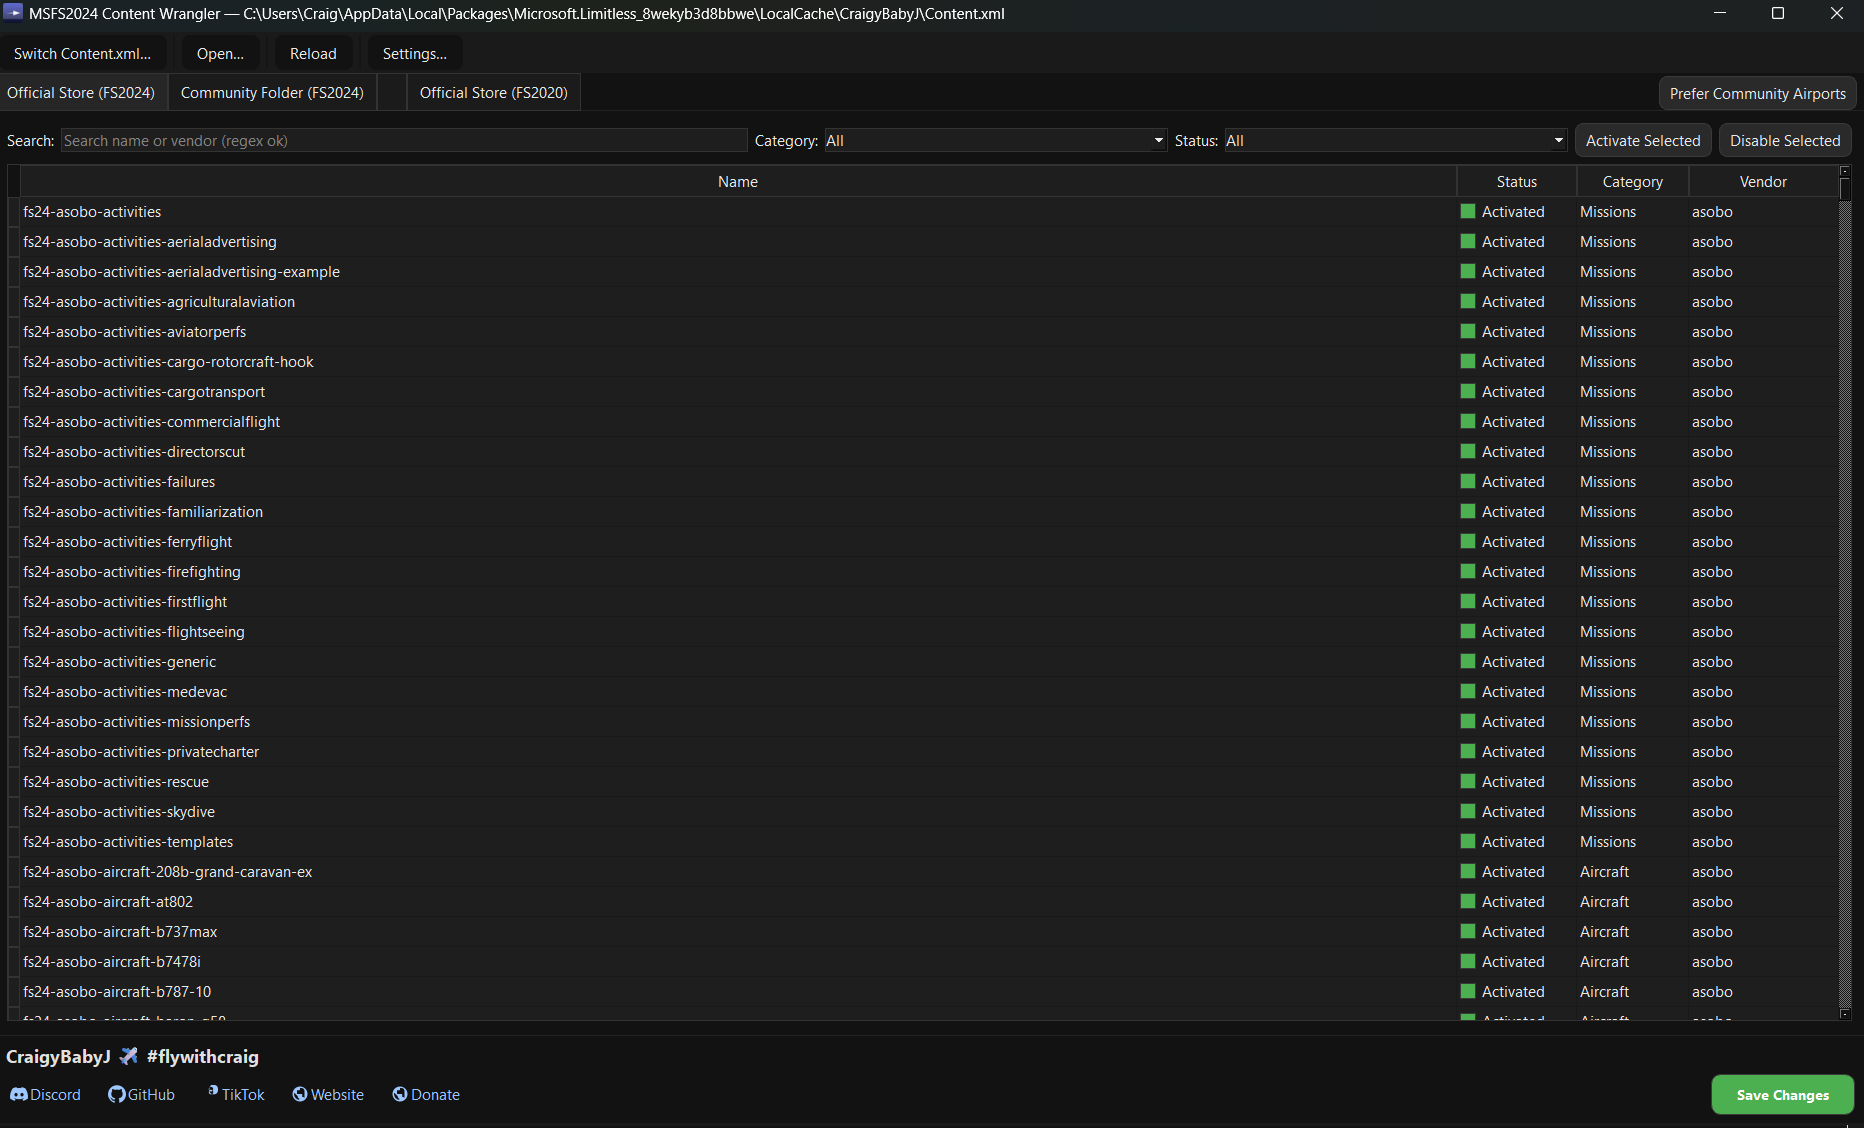 MSFS2024 Content Wrangler — C:\Users\Craig\AppData\Local\Packages\Microsoft.Limitless_8wekyb3d8bbwe\LocalCache\CraigyBabyJ\Content.xml
Switch Content.xml... Open... Reload Settings...
Official Store (FS2024) Community Folder (FS2024) Official Store (FS2020) Prefer Community Airports
Search: Search name or vendor (regex ok) Category: All Status: All Activate Selected Disable Selected
Name Status Category Vendor
fs24-asobo-activities Activated Missions asobo
fs24-asobo-activities-aerialadvertising Activated Missions asobo
fs24-asobo-activities-aerialadvertising-example Activated Missions asobo
fs24-asobo-activities-agriculturalaviation Activated Missions asobo
fs24-asobo-activities-aviatorperfs Activated Missions asobo
fs24-asobo-activities-cargo-rotorcraft-hook Activated Missions asobo
fs24-asobo-activities-cargotransport Activated Missions asobo
fs24-asobo-activities-commercialflight Activated Missions asobo
fs24-asobo-activities-directorscut Activated Missions asobo
fs24-asobo-activities-failures Activated Missions asobo
fs24-asobo-activities-familiarization Activated Missions asobo
fs24-asobo-activities-ferryflight Activated Missions asobo
fs24-asobo-activities-firefighting Activated Missions asobo
fs24-asobo-activities-firstflight Activated Missions asobo
fs24-asobo-activities-flightseeing Activated Missions asobo
fs24-asobo-activities-generic Activated Missions asobo
fs24-asobo-activities-medevac Activated Missions asobo
fs24-asobo-activities-missionperfs Activated Missions asobo
fs24-asobo-activities-privatecharter Activated Missions asobo
fs24-asobo-activities-rescue Activated Missions asobo
fs24-asobo-activities-skydive Activated Missions asobo
fs24-asobo-activities-templates Activated Missions asobo
fs24-asobo-aircraft-208b-grand-caravan-ex Activated Aircraft asobo
fs24-asobo-aircraft-at802 Activated Aircraft asobo
fs24-asobo-aircraft-b737max Activated Aircraft asobo
fs24-asobo-aircraft-b7478i Activated Aircraft asobo
fs24-asobo-aircraft-b787-10 Activated Aircraft asobo
CraigyBabyJ ✈️ #flywithcraig
Discord GitHub TikTok Website Donate Save Changes